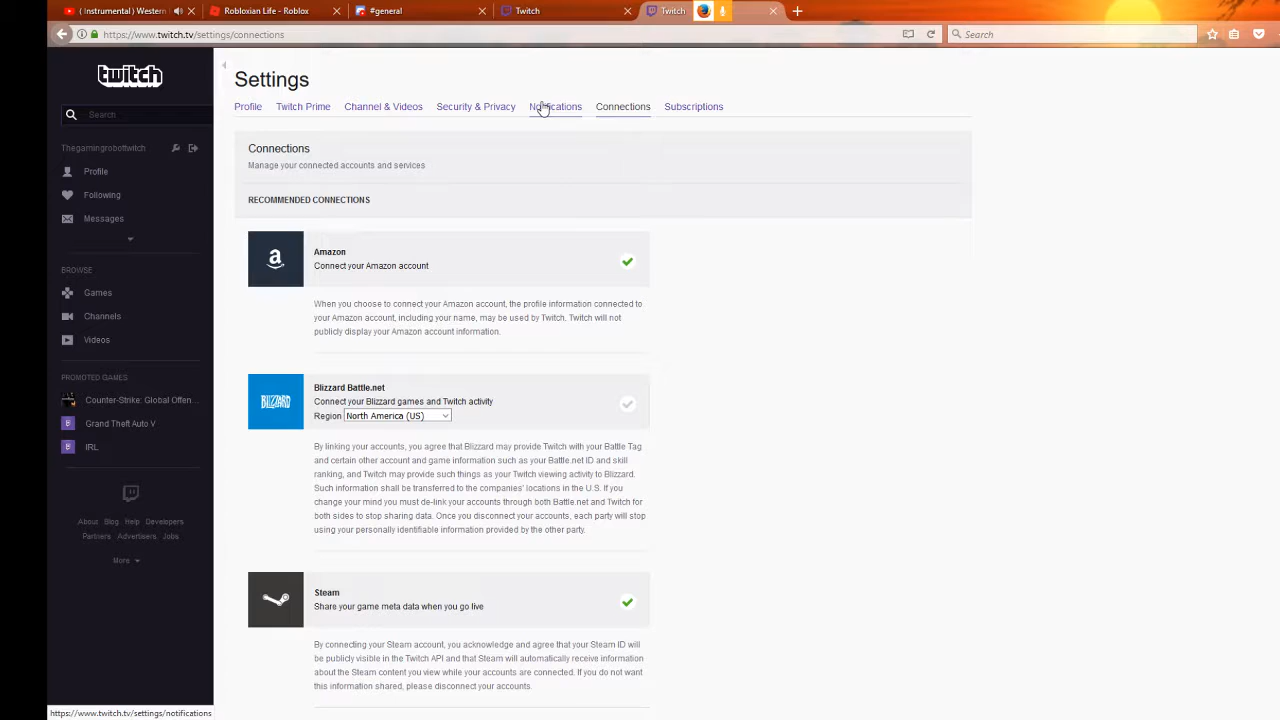 ( Instrumental ) Western
Robloxian Life - Roblox
#general
Twitch
Twitch
https://www.twitch.tv/settings/connections
Search
twitch
Search
Thegamingrobottwitch
Profile
Following
Messages
BROWSE
Games
Channels
Videos
PROMOTED GAMES
Counter-Strike: Global Offen...
Grand Theft Auto V
IRL
About Blog Help Developers
Partners Advertisers Jobs
More
Settings
Profile Twitch Prime Channel & Videos Security & Privacy Notifications Connections Subscriptions
Connections
Manage your connected accounts and services
RECOMMENDED CONNECTIONS
a
Amazon
Connect your Amazon account
When you choose to connect your Amazon account, the profile information connected to
your Amazon account, including your name, may be used by Twitch. Twitch will not
publicly display your Amazon account information.
BLIZZARD
Blizzard Battle.net
Connect your Blizzard games and Twitch activity
Region North America (US)
By linking your accounts, you agree that Blizzard may provide Twitch with your Battle Tag
and certain other account and game information such as your Battle.net ID and skill
ranking, and Twitch may provide such things as your Twitch viewing activity to Blizzard.
Such information shall be transferred to the companies' locations in the U.S. If you
change your mind you must de-link your accounts through both Battle.net and Twitch for
both sides to stop sharing data. Once you disconnect your accounts, each party will stop
using your personally identifiable information provided by the other party.
Steam
Share your game meta data when you go live
By connecting your Steam account, you acknowledge and agree that your Steam ID will
be publicly visible in the Twitch API and that Steam will automatically receive information
about the Steam content you view while your accounts are connected. If you do not want
this information shared, please disconnect your accounts.
https://www.twitch.tv/settings/notifications